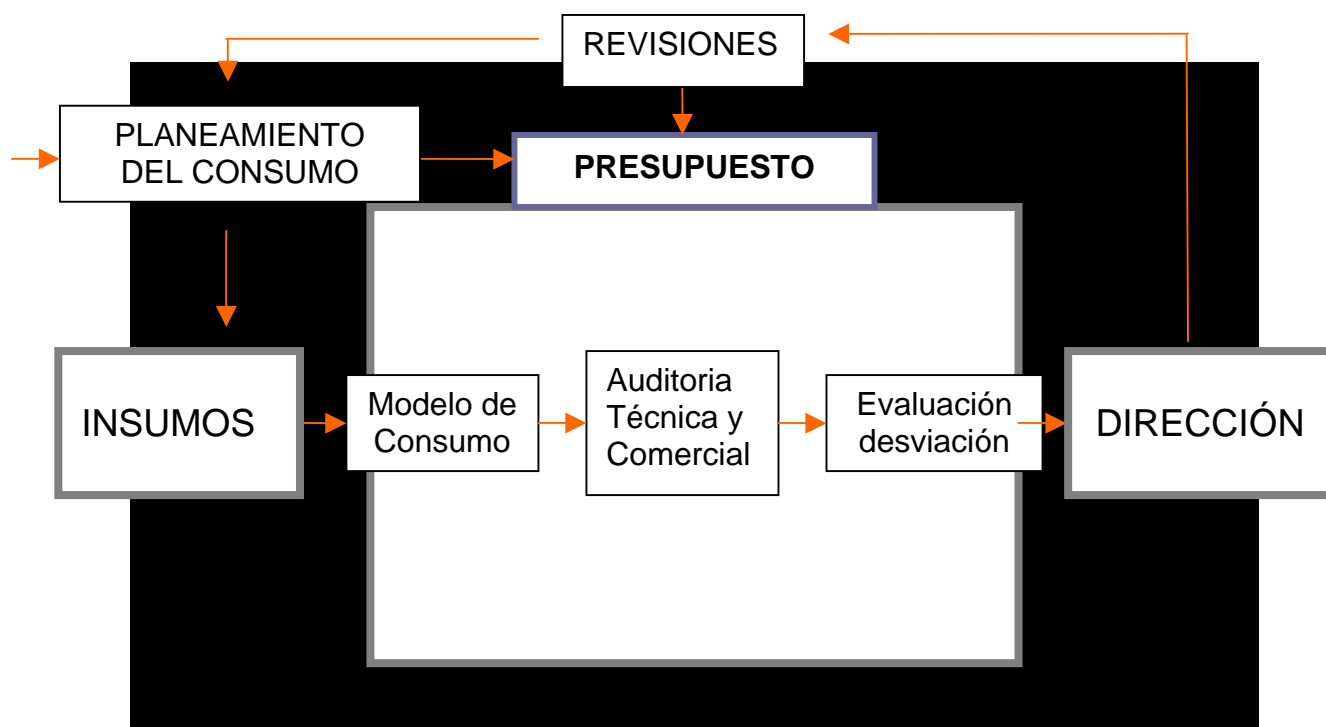 REVISIONES
PLANEAMIENTO
DEL CONSUMO
PRESUPUESTO
INSUMOS
Modelo de
Consumo
Auditoria
Técnica y
Comercial
Evaluación
desviación
DIRECCIÓN